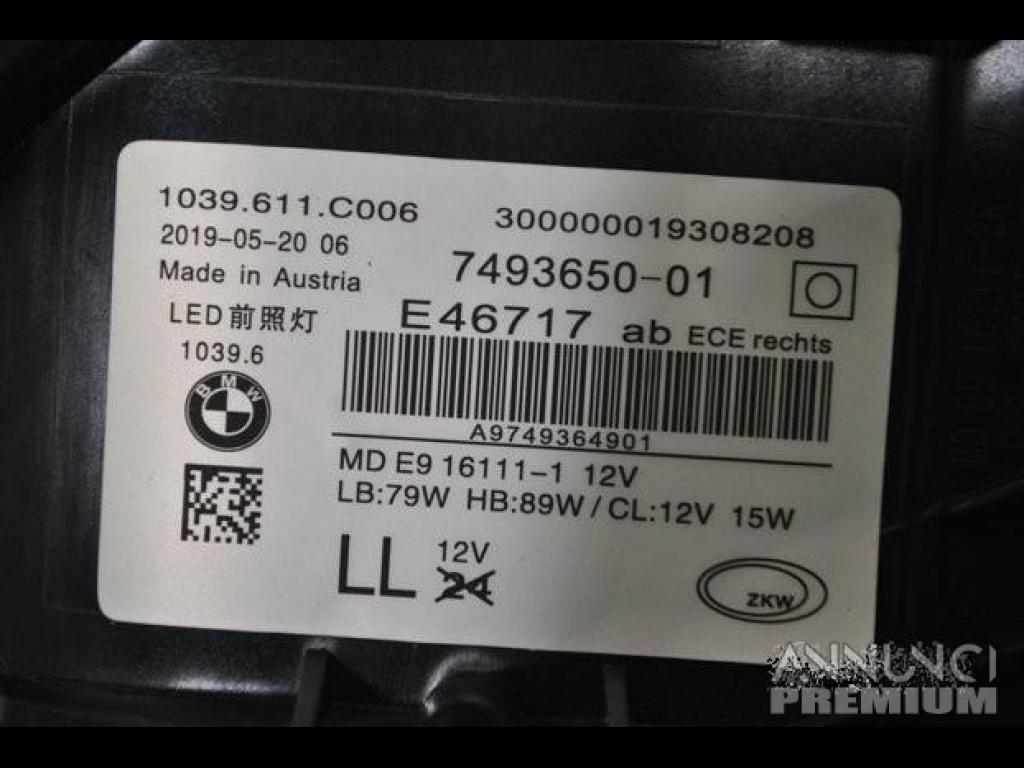 1039.611.C006 300000019308208
2019-05-20 06
7493650-01
Made in Austria
E46717 ab ECE rechts
LED前照灯
1039.6
BMW
A9749364901
MD E9 16111-1 12V
LB:79W HB:89W / CL:12V 15W
LL 12V
24
ZKW
ANNUNCI
PREMIUM